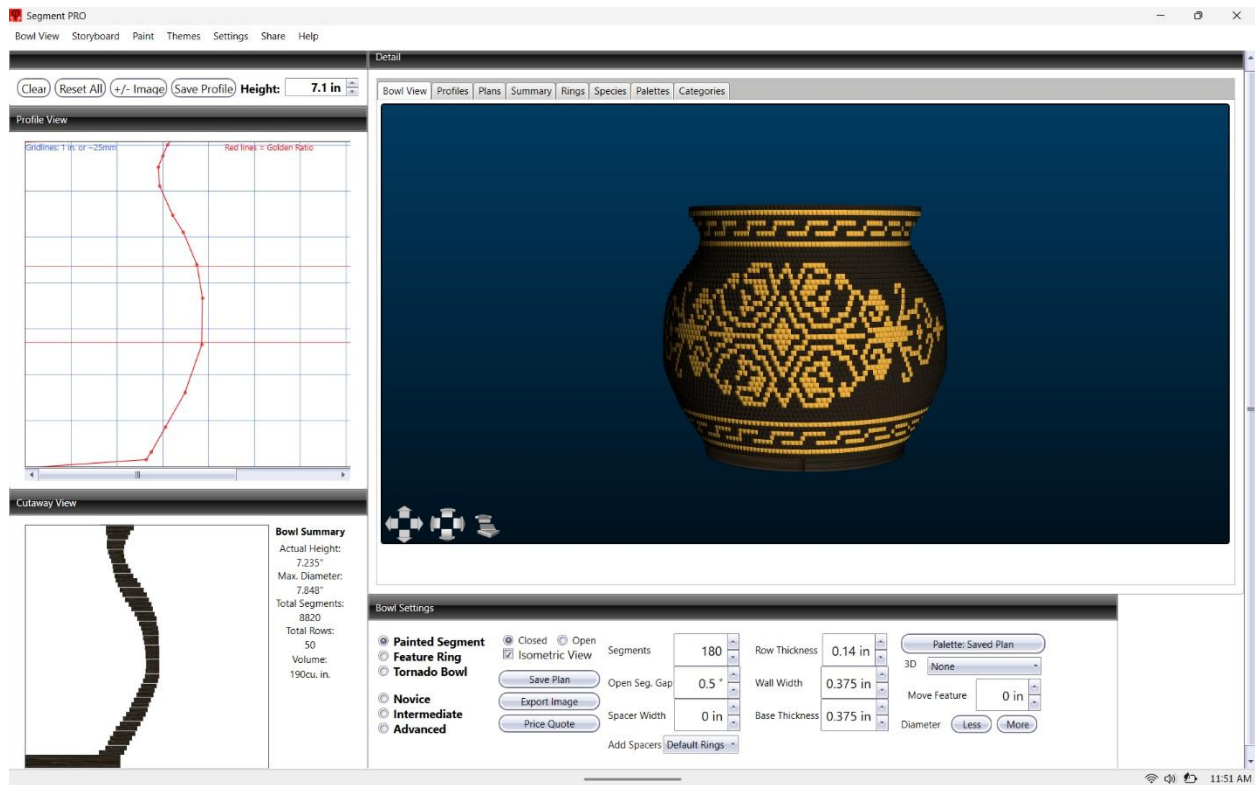 Segment PRO
Bowl View Storyboard Paint Themes Settings Share Help
Clear Reset All +/- Image Save Profile Height: 7.1 in
Profile View
Gridlines: 1 in. or ~25mm Red lines = Golden Ratio
Cutaway View
Bowl Summary
Actual Height:
7.235"
Max. Diameter:
7.848"
Total Segments:
8820
Total Rows:
50
Volume:
190cu. in.
Detail
Bowl View Profiles Plans Summary Rings Species Palettes Categories
Bowl Settings
Painted Segment
Feature Ring
Tornado Bowl
Novice
Intermediate
Advanced
Closed Open
Isometric View
Save Plan
Export Image
Price Quote
Segments 180
Open Seg. Gap 0.5 °
Spacer Width 0 in
Add Spacers Default Rings
Row Thickness 0.14 in
Wall Width 0.375 in
Base Thickness 0.375 in
Palette: Saved Plan
3D None
Move Feature 0 in
Diameter Less More
11:51 AM